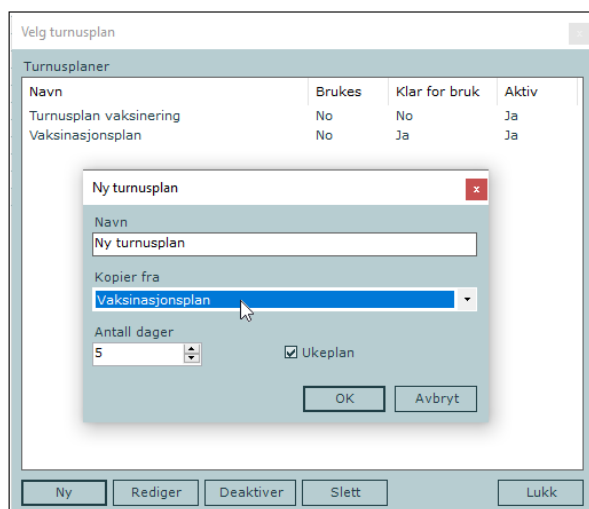 Velg turnusplan
x
Turnusplaner
Navn Brukes Klar for bruk Aktiv
Turnusplan vaksinering No No Ja
Vaksinasjonsplan No Ja Ja
Ny turnusplan
x
Navn
Ny turnusplan
Kopier fra
Vaksinasjonsplan
Antall dager
5 Ukeplan
OK Avbryt
Ny Rediger Deaktiver Slett Lukk